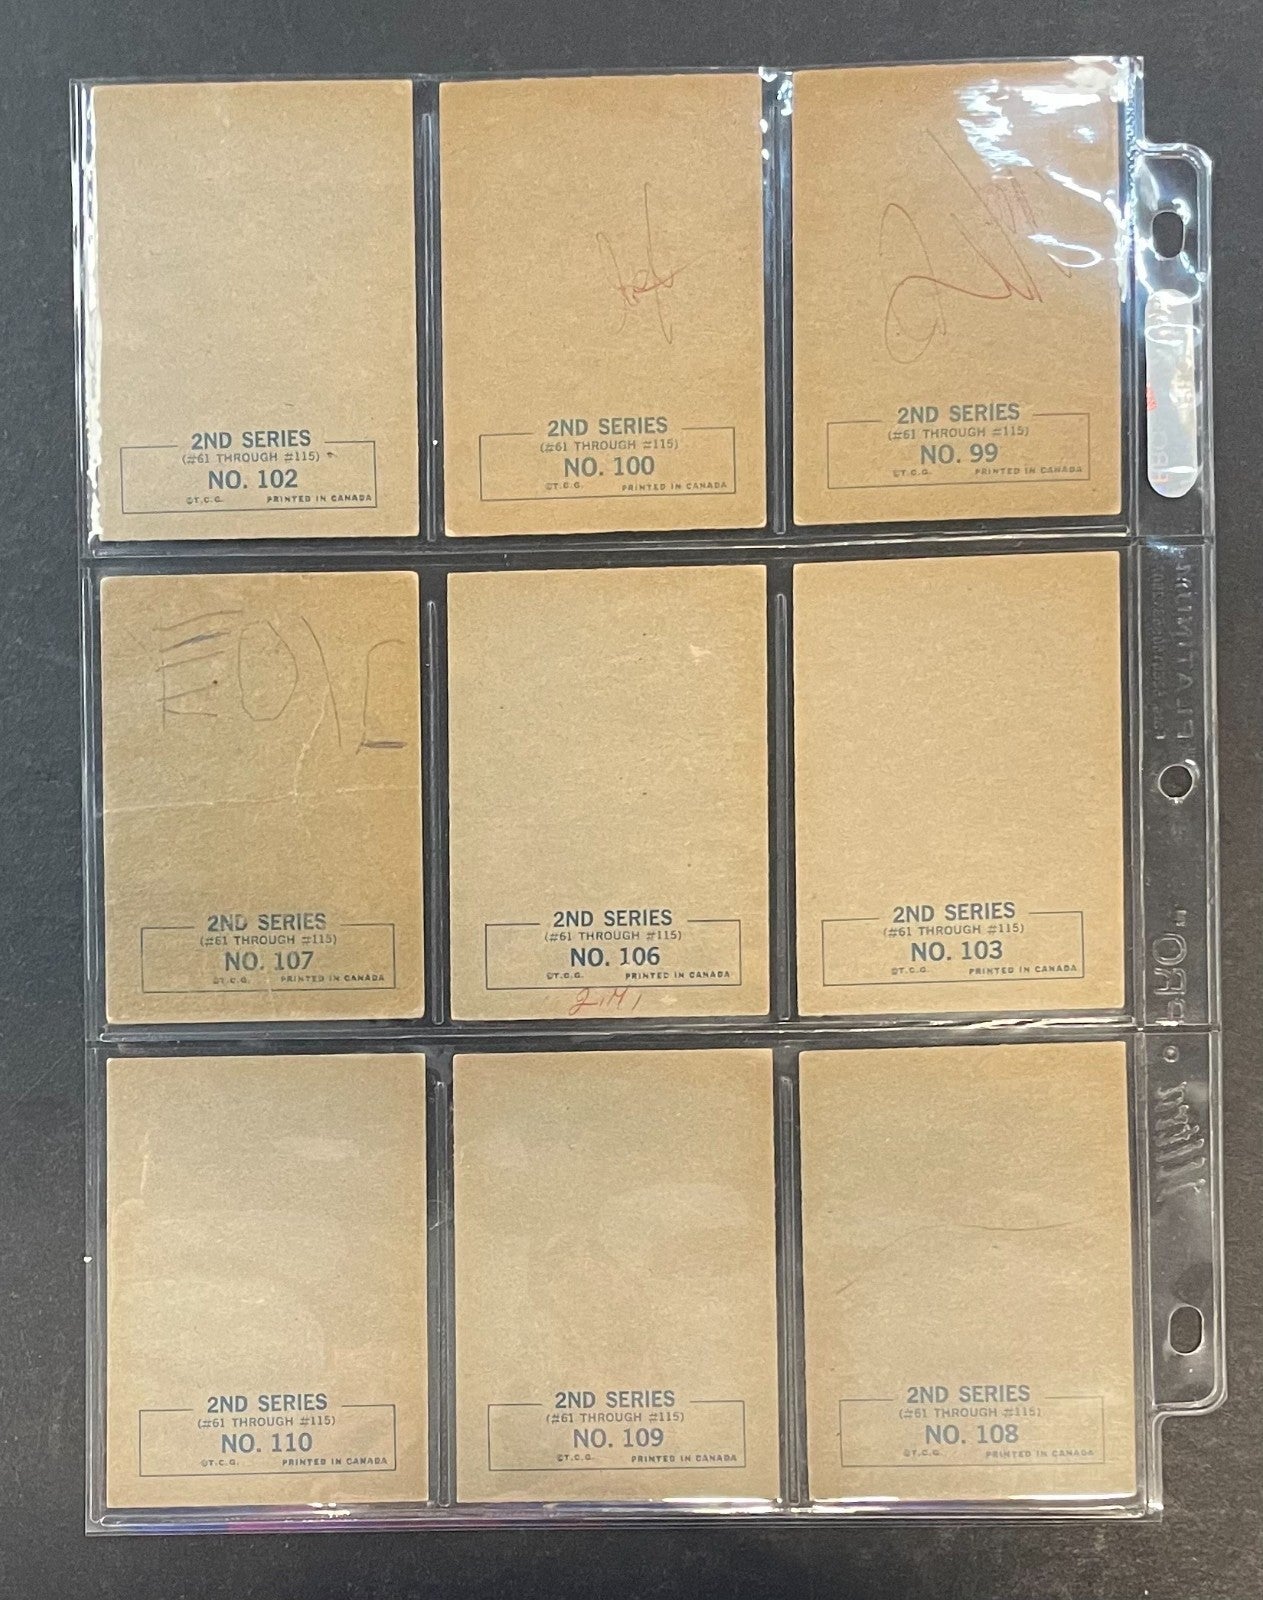 2ND SERIES
(#61 THROUGH #115)
NO. 102
©T.C.G. PRINTED IN CANADA
2ND SERIES
(#61 THROUGH #115)
NO. 100
©T.C.G. PRINTED IN CANADA
2ND SERIES
(#61 THROUGH #115)
NO. 99
©T.C.G. PRINTED IN CANADA
2ND SERIES
(#61 THROUGH #115)
NO. 107
©T.C.G. PRINTED IN CANADA
2ND SERIES
(#61 THROUGH #115)
NO. 106
©T.C.G. PRINTED IN CANADA
2ND SERIES
(#61 THROUGH #115)
NO. 103
©T.C.G. PRINTED IN CANADA
2ND SERIES
(#61 THROUGH #115)
NO. 110
©T.C.G. PRINTED IN CANADA
2ND SERIES
(#61 THROUGH #115)
NO. 109
©T.C.G. PRINTED IN CANADA
2ND SERIES
(#61 THROUGH #115)
NO. 108
©T.C.G. PRINTED IN CANADA